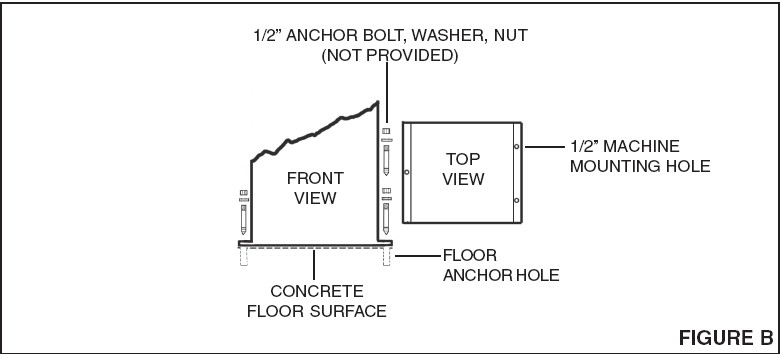 1/2” ANCHOR BOLT, WASHER, NUT
(NOT PROVIDED)
FRONT
VIEW
TOP
VIEW
1/2” MACHINE
MOUNTING HOLE
FLOOR
ANCHOR HOLE
CONCRETE
FLOOR SURFACE
FIGURE B